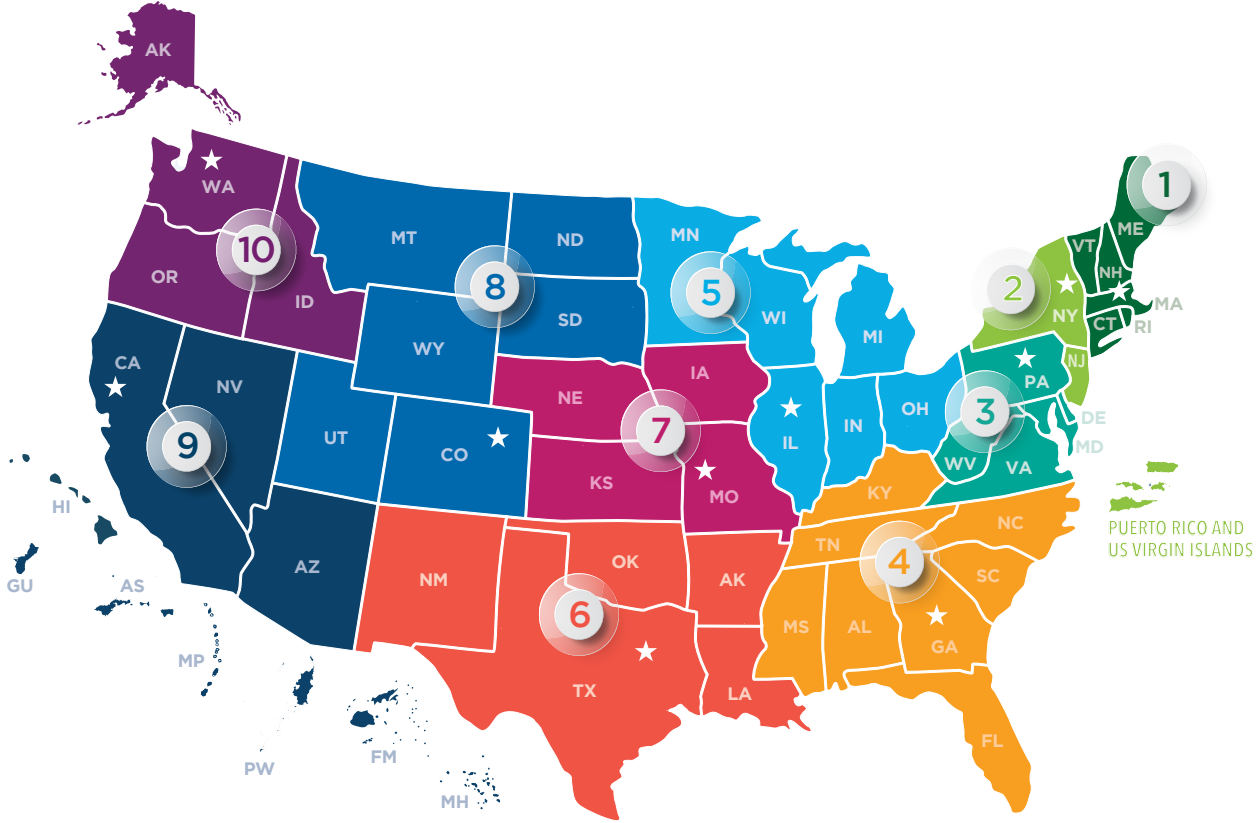 AK
WA
1
ME
VT
MT
ND
MN
10
NH
OR
8
5
2
ID
MA
NY
SD
WI
CT
RI
MI
WY
CA
NJ
PA
NV
IA
NE
OH
3
DE
IN
7
UT
IL
9
CO
MD
WV
VA
KS
KY
MO
HI
NC
PUERTO RICO AND
US VIRGIN ISLANDS
TN
4
OK
AZ
NM
AK
SC
GU
AS
6
MS
AL
GA
MP
TX
LA
FL
FM
PW
MH